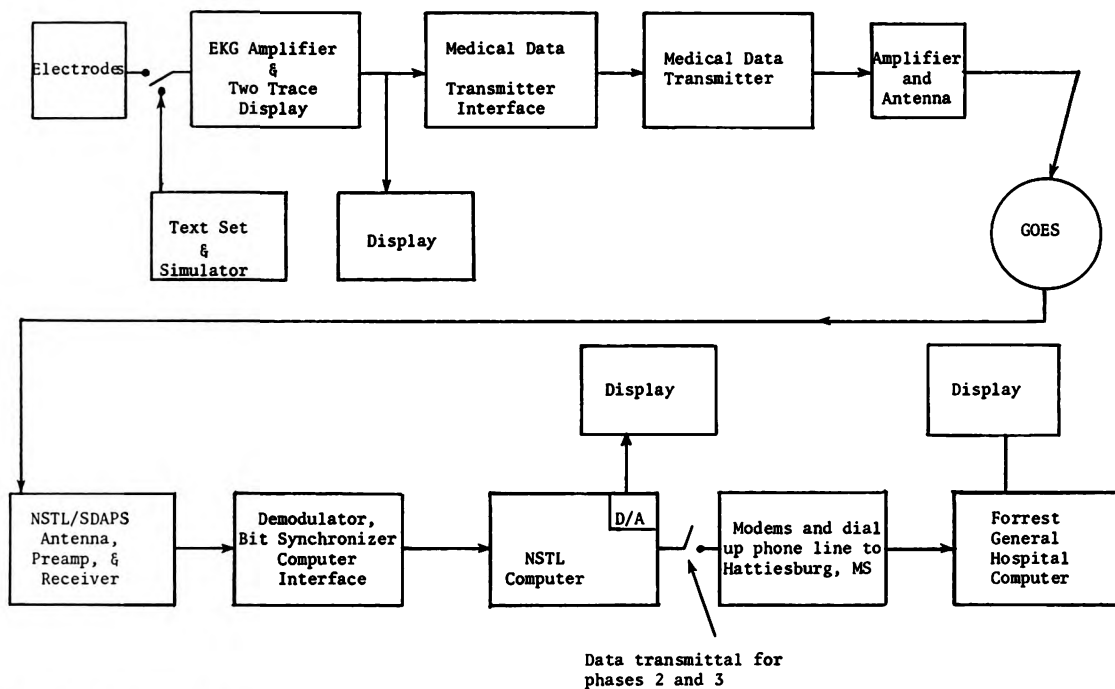 Electrodes
EKG Amplifier
&
Two Trace
Display
Medical Data
Transmitter
Interface
Medical Data
Transmitter
Amplifier
and
Antenna
Text Set
&
Simulator
Display
GOES
Display
Display
NSTL/SDAPS
Antenna,
Preamp, &
Receiver
Demodulator,
Bit Synchronizer
Computer
Interface
D/A
NSTL
Computer
Modems and dial
up phone line to
Hattiesburg, MS
Forrest
General
Hospital
Computer
Data transmittal for
phases 2 and 3